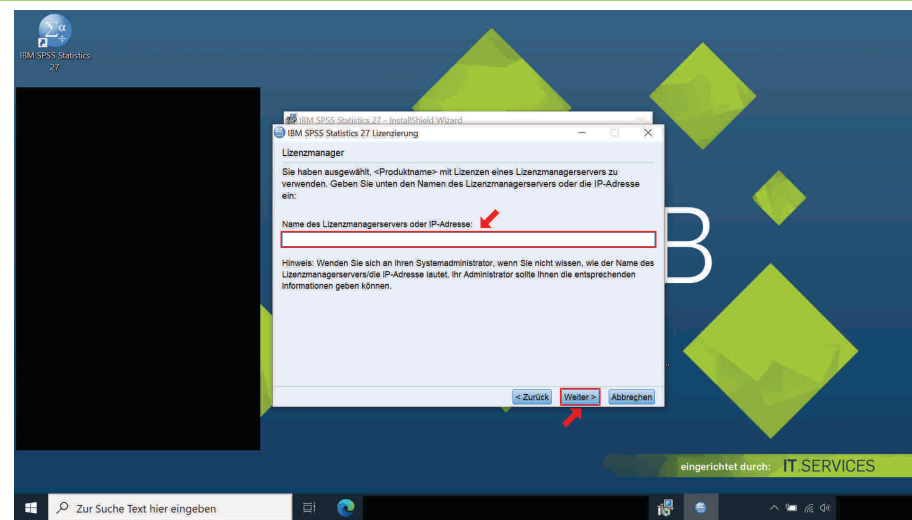 IBM SPSS Statistics
27
IBM SPSS Statistics 27 - InstallShield Wizard
IBM SPSS Statistics 27 Lizenzierung
Lizenzmanager
Sie haben ausgewählt, <Produktname> mit Lizenzen eines Lizenzmanagerservers zu
verwenden. Geben Sie unten den Namen des Lizenzmanagerservers oder die IP-Adresse
ein:
Name des Lizenzmanagerservers oder IP-Adresse:
Hinweis: Wenden Sie sich an Ihren Systemadministrator, wenn Sie nicht wissen, wie der Name des
Lizenzmanagerservers/die IP-Adresse lautet. Ihr Administrator sollte Ihnen die entsprechenden
Informationen geben können.
< Zurück Weiter > Abbrechen
B
eingerichtet durch: IT.SERVICES
Zur Suche Text hier eingeben